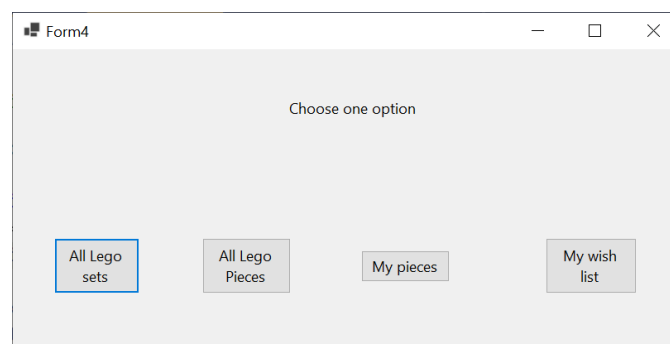 Form4
Choose one option
All Lego
sets
All Lego
Pieces
My pieces
My wish
list